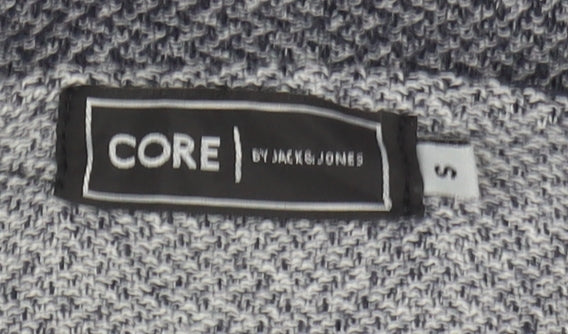 CORE | BY JACK & JONES
S